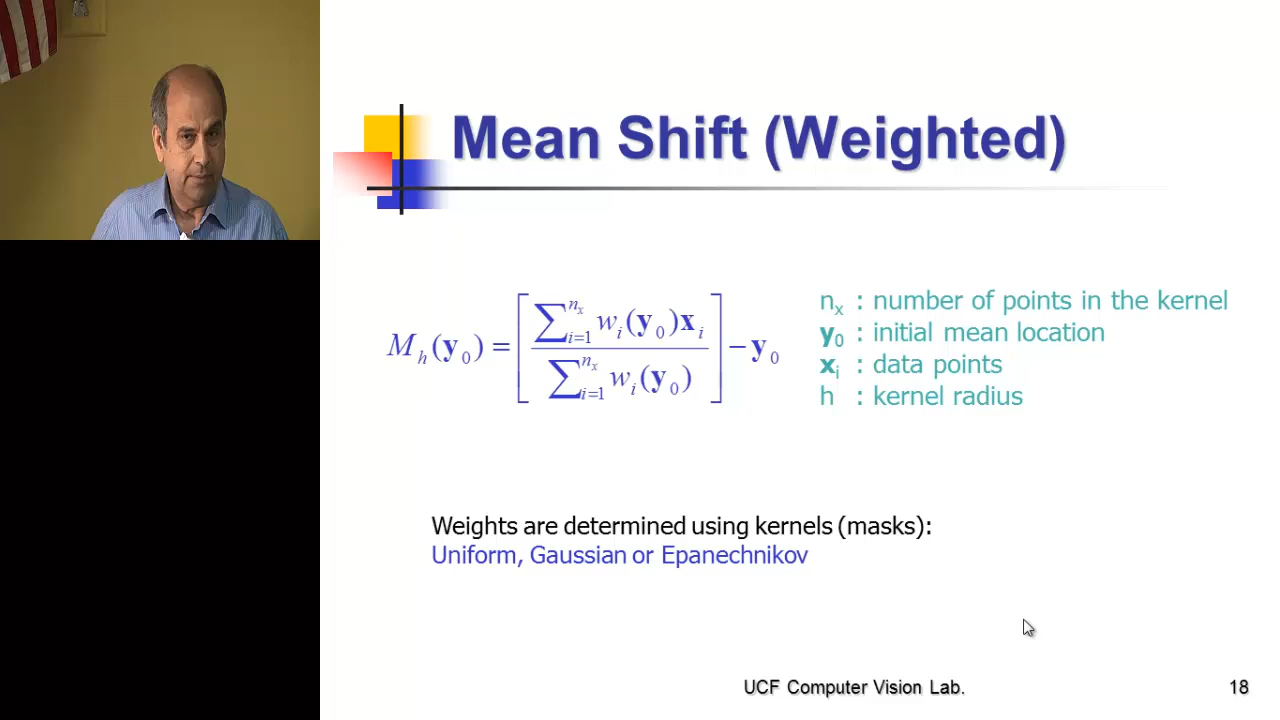 Mean Shift (Weighted)
M_h(y_0) = [ ∑_{i=1}^{n_x} w_i(y_0)x_i / ∑_{i=1}^{n_x} w_i(y_0) ] − y_0
n_x : number of points in the kernel
y_0 : initial mean location
x_i : data points
h : kernel radius
Weights are determined using kernels (masks):
Uniform, Gaussian or Epanechnikov
UCF Computer Vision Lab.
18